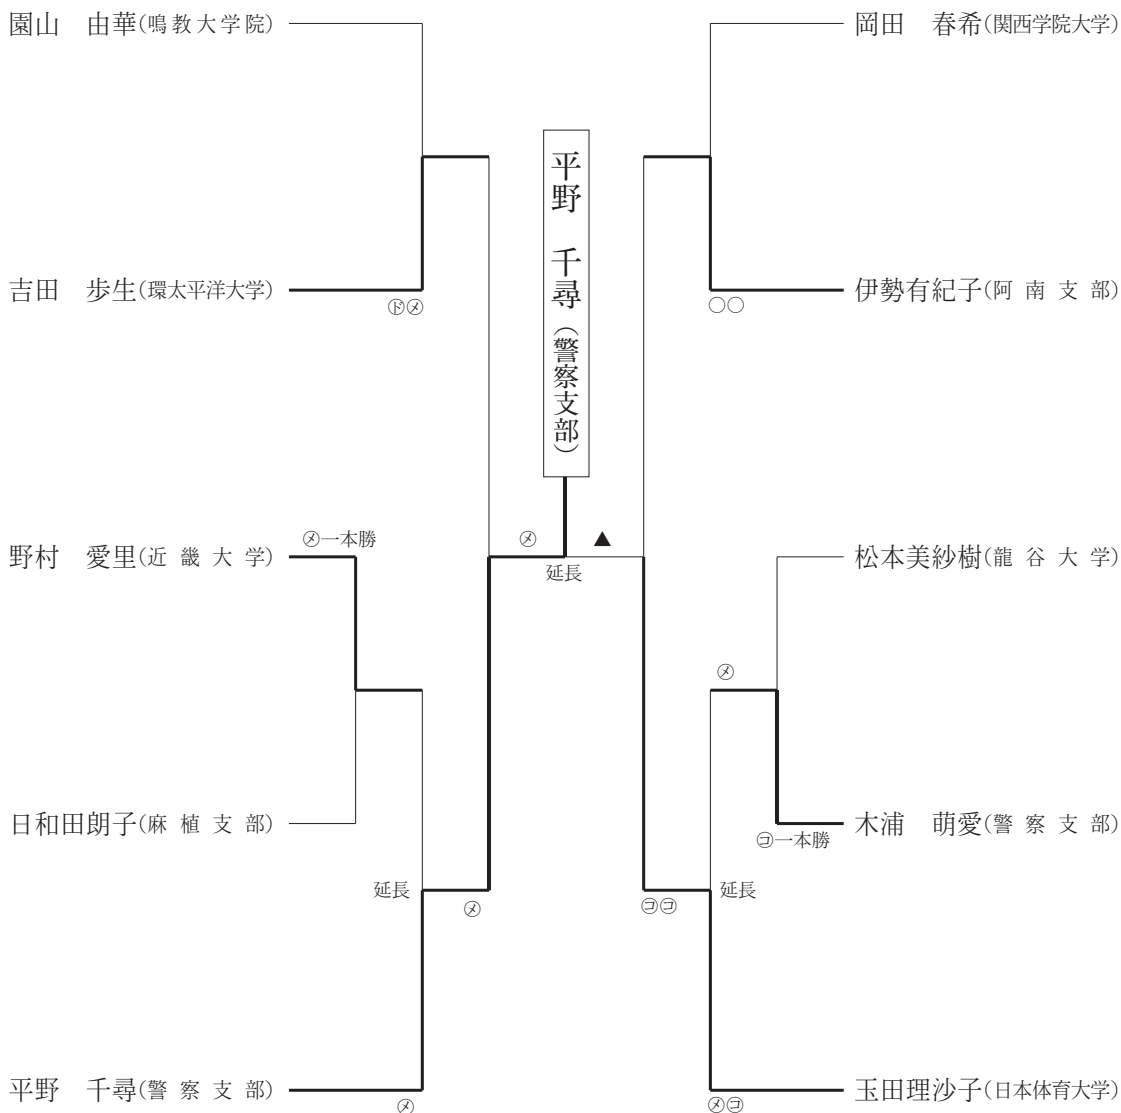 園山　由華(鳴教大学院)
岡田　春希(関西学院大学)
平野　千尋(警察支部)
吉田　歩生(環太平洋大学)
㋣㋱
伊勢有紀子(阿南支部)
○○
㋱一本勝
野村　愛里(近畿大学)
㋱
▲
延長
松本美紗樹(龍谷大学)
㋱
日和田朗子(麻植支部)
木浦　萌愛(警察支部)
㋙一本勝
延長
㋱
㋙㋙
延長
平野　千尋(警察支部)
㋱
玉田理沙子(日本体育大学)
㋱㋙